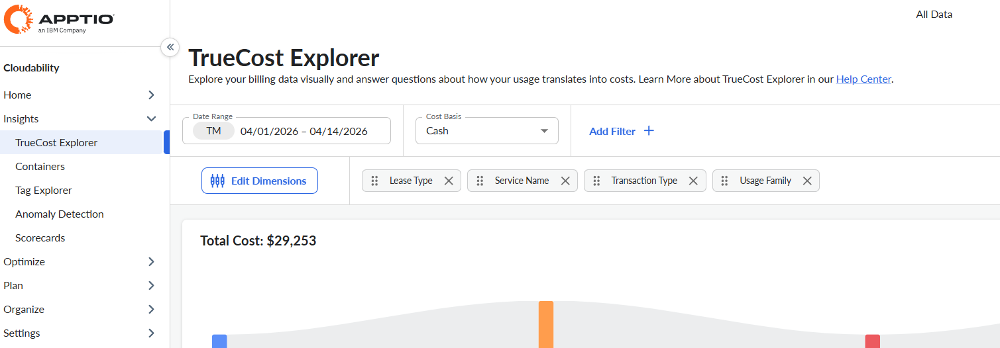 APPTIO
an IBM Company
All Data
TrueCost Explorer
Explore your billing data visually and answer questions about how your usage translates into costs. Learn More about TrueCost Explorer in our Help Center.
Cloudability
Home
Insights
TrueCost Explorer
Containers
Tag Explorer
Anomaly Detection
Scorecards
Optimize
Plan
Organize
Settings
Date Range
TM 04/01/2026 – 04/14/2026
Cost Basis
Cash
Add Filter +
Edit Dimensions
Lease Type
Service Name
Transaction Type
Usage Family
Total Cost: $29,253